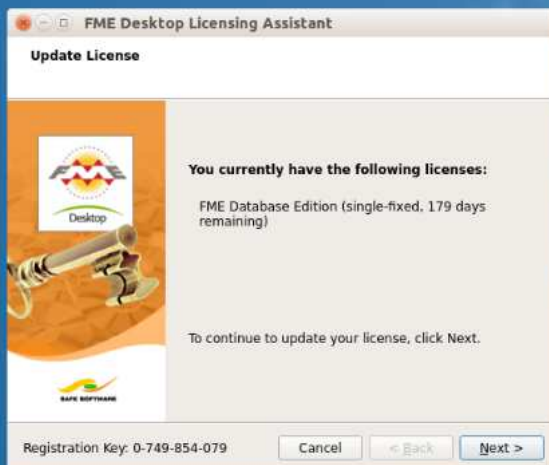 FME Desktop Licensing Assistant
Update License
FME
Desktop
SAFE SOFTWARE
You currently have the following licenses:
FME Database Edition (single-fixed, 179 days
remaining)
To continue to update your license, click Next.
Registration Key: 0-749-854-079
Cancel
< Back
Next >